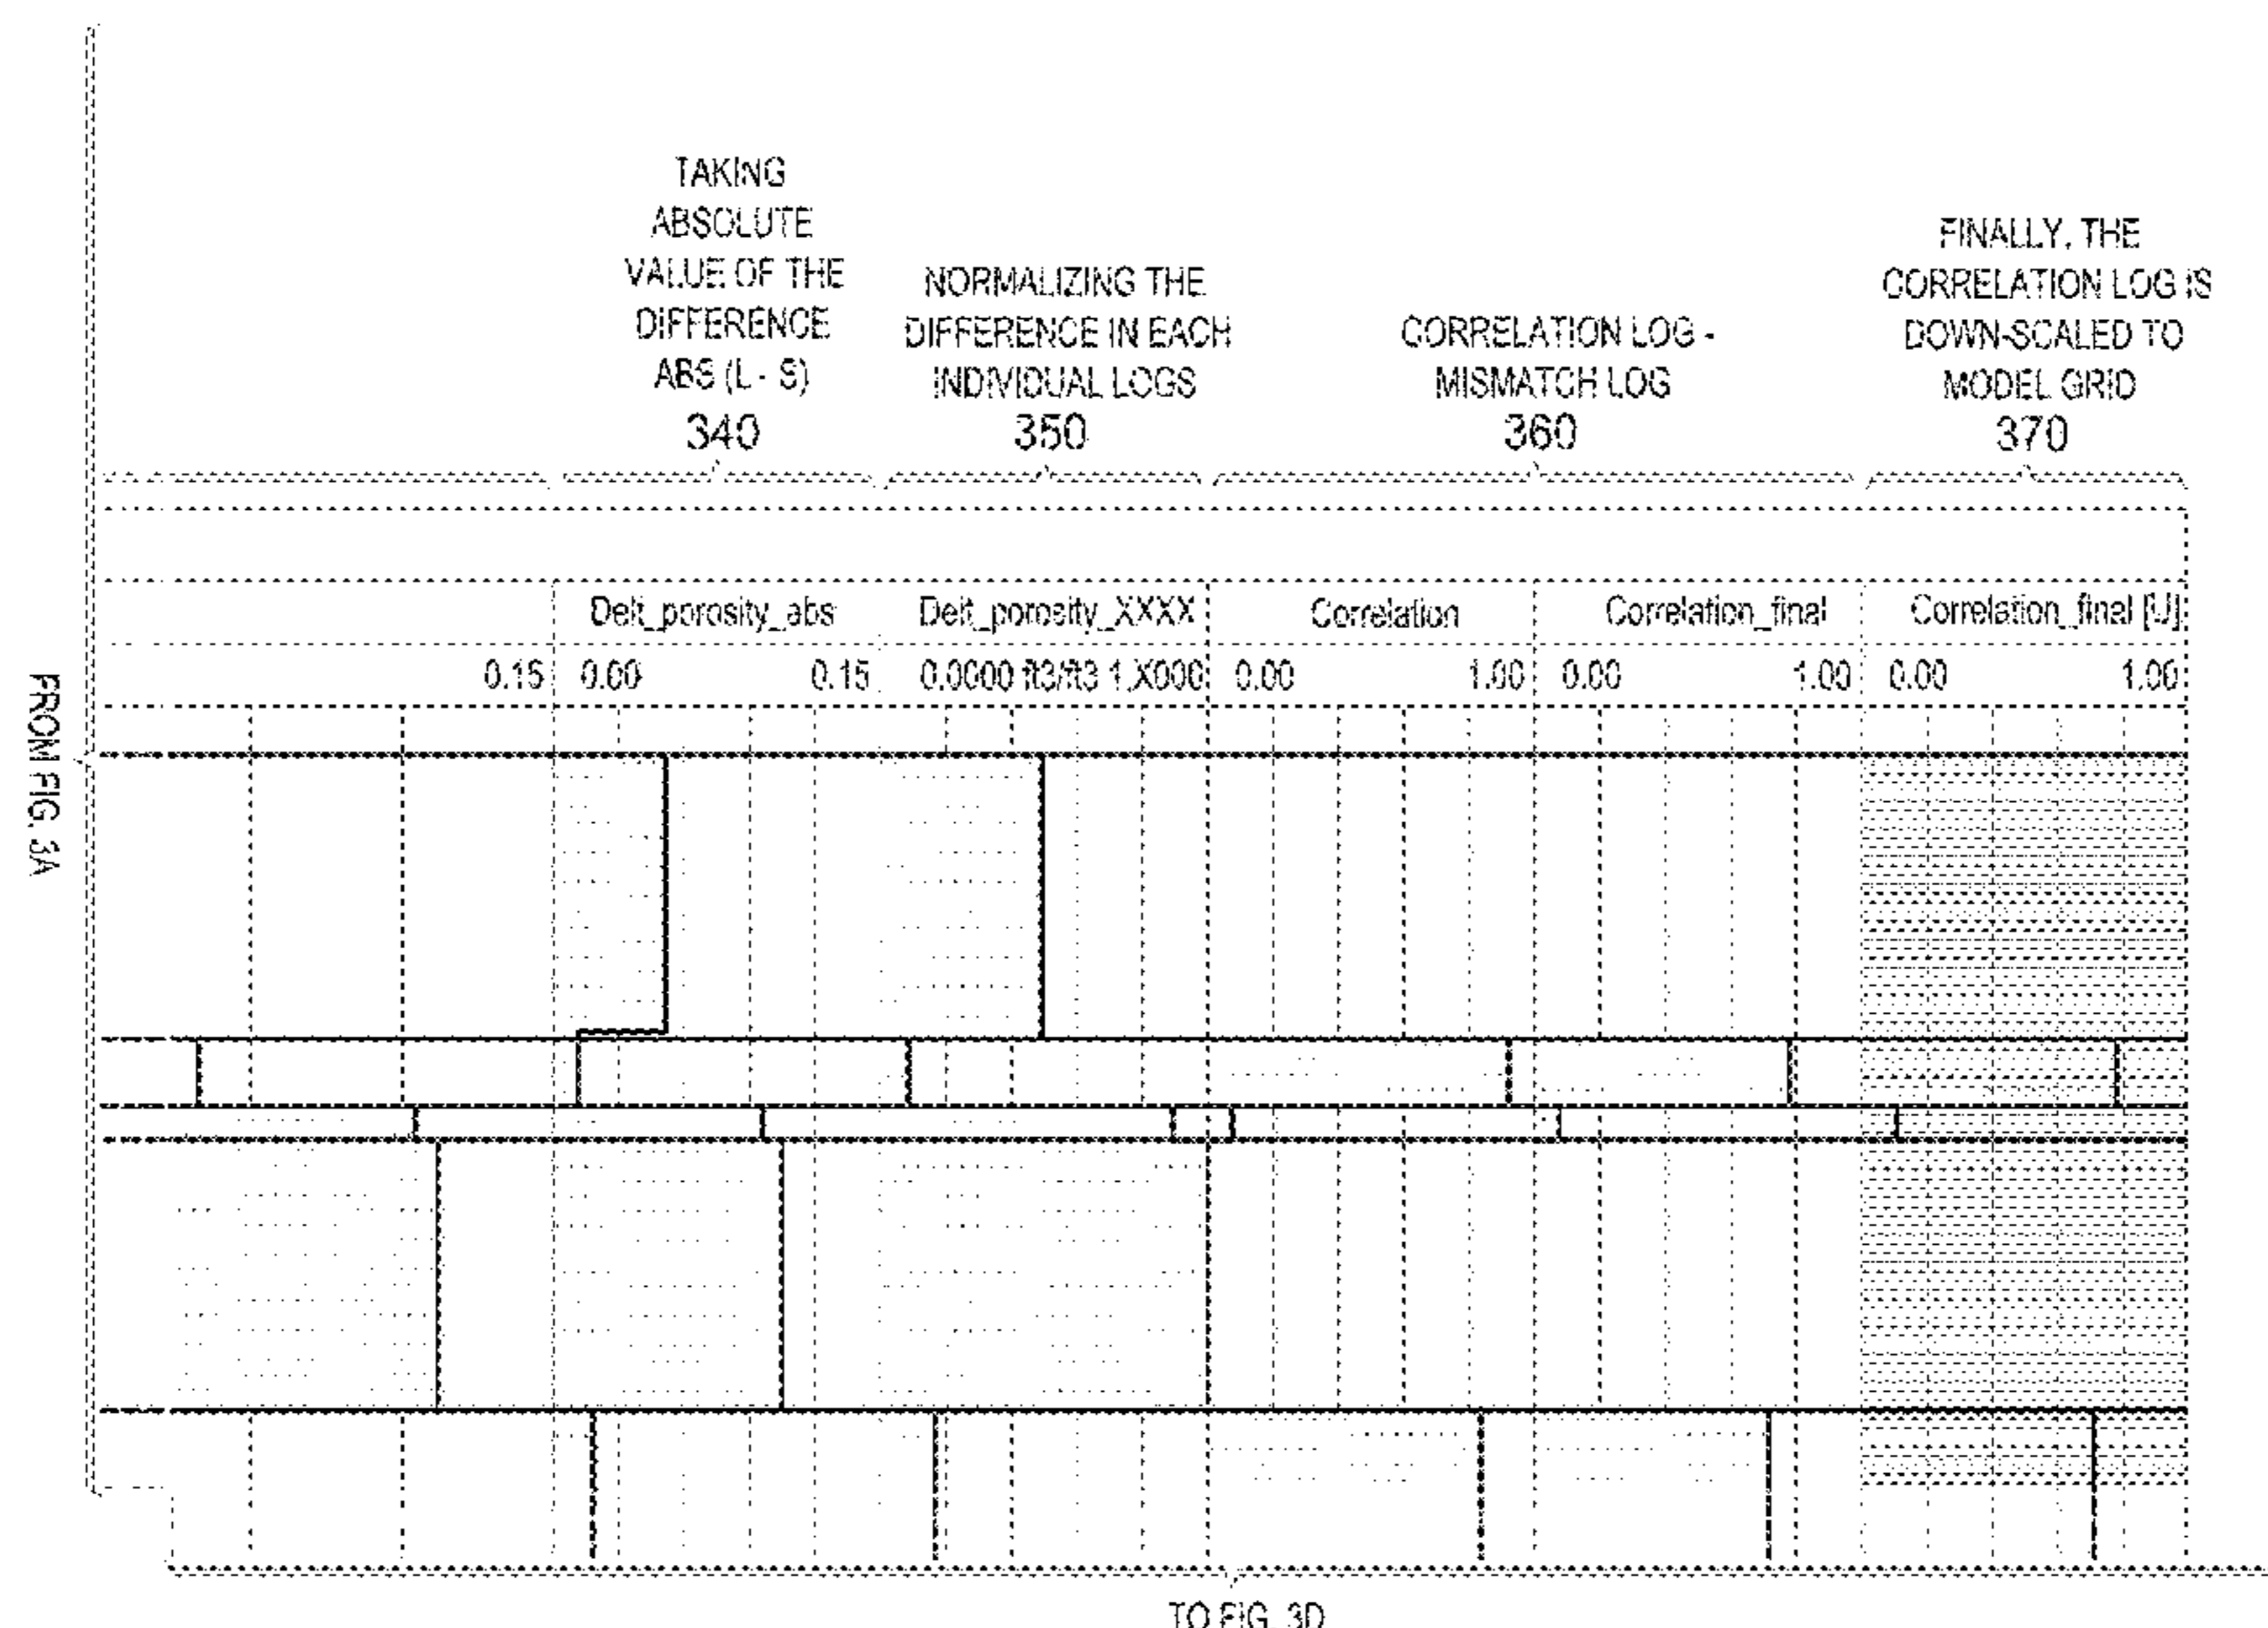 TAKING
ABSOLUTE
VALUE OF THE
DIFFERENCE
ABS (L - S)
340
NORMALIZING THE
DIFFERENCE IN EACH
INDIVIDUAL LOGS
350
CORRELATION LOG -
MISMATCH LOG
360
FINALLY, THE
CORRELATION LOG IS
DOWN-SCALED TO
MODEL GRID
370
Delt_porosity_abs Delt_porosity_XXXX Correlation Correlation_final Correlation_final [U]
0.15 0.00 0.15 0.0000 ft3/ft3 1.X000 0.00 1.00 0.00 1.00 0.00 1.00
FROM FIG. 3A
TO FIG. 3D